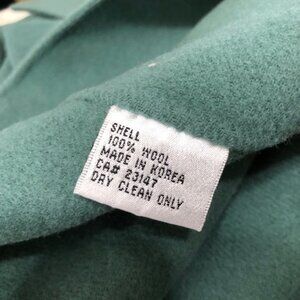 SHELL
100% WOOL
MADE IN KOREA
CA# 23147
DRY CLEAN ONLY